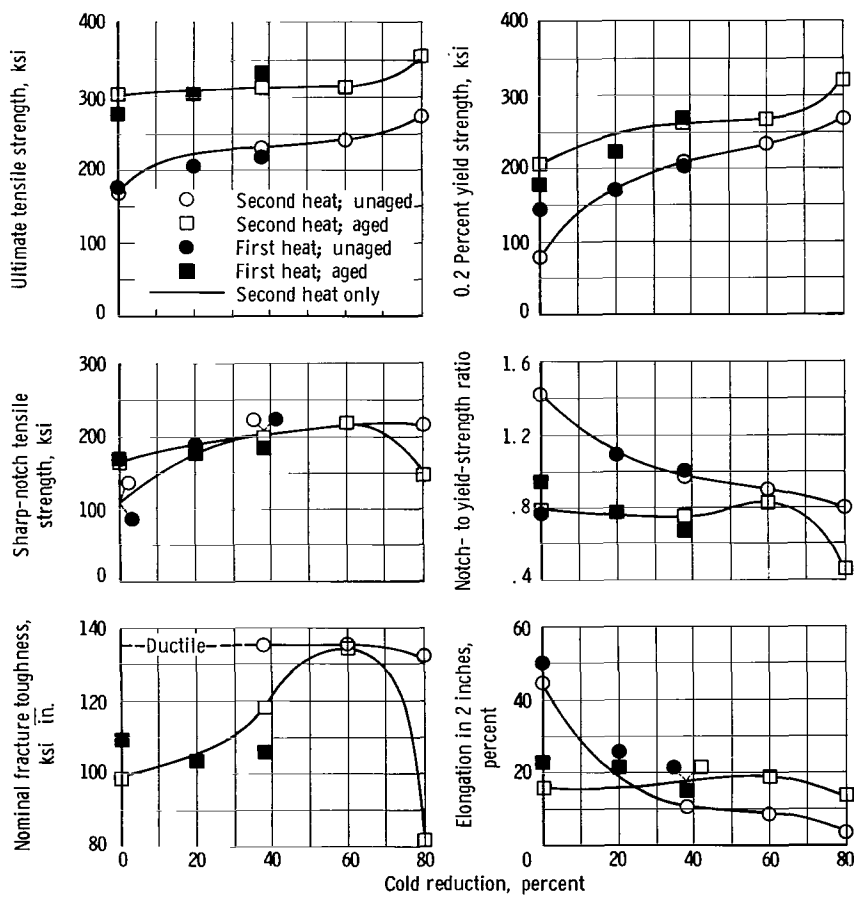 Ultimate tensile strength, ksi
400
300
200
100
0
Second heat; unaged
Second heat; aged
First heat; unaged
First heat; aged
Second heat only
0.2 Percent yield strength, ksi
400
300
250
200
100
0
Sharp-notch tensile
strength, ksi
300
200
100
0
Notch- to yield-strength ratio
1.6
1.2
.8
.4
Nominal fracture toughness,
ksi in.
140
120
100
80
Ductile
0
20
40
60
80
Elongation in 2 inches,
percent
60
40
20
0
0
20
40
60
80
Cold reduction, percent